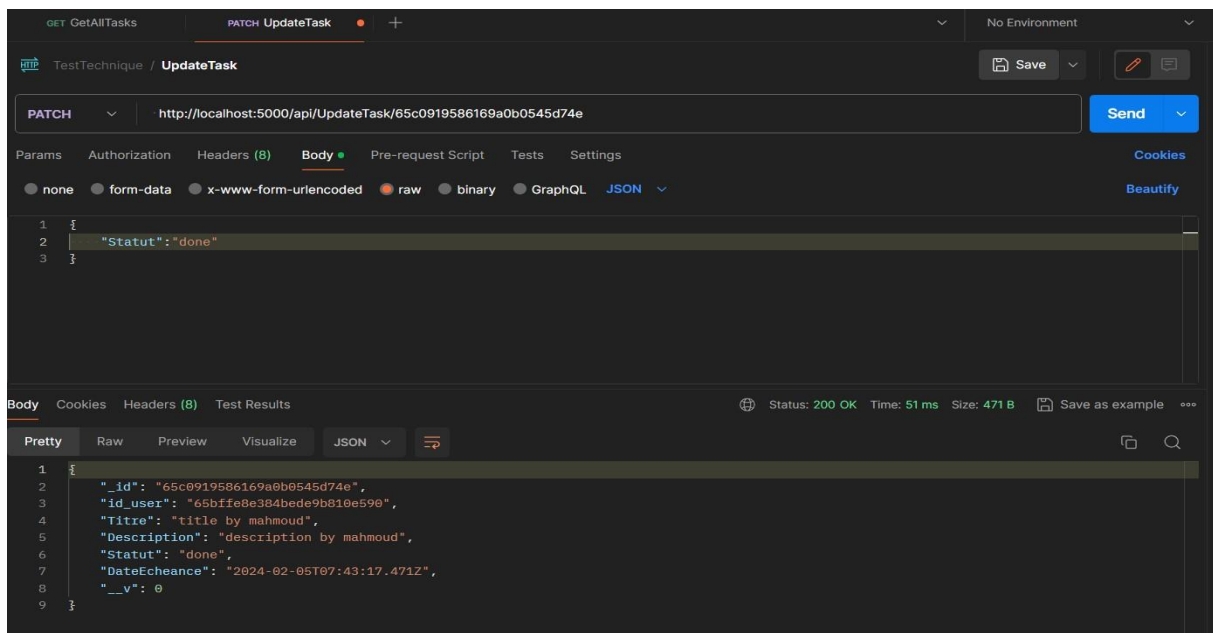 GET GetAllTasks PATCH UpdateTask No Environment
HTTP TestTechnique / UpdateTask Save
PATCH http://localhost:5000/api/UpdateTask/65c0919586169a0b0545d74e Send
Params Authorization Headers (8) Body Pre-request Script Tests Settings Cookies
none form-data x-www-form-urlencoded raw binary GraphQL JSON Beautify
1 {
2 "Statut":"done"
3 }
Body Cookies Headers (8) Test Results Status: 200 OK Time: 51 ms Size: 471 B Save as example
Pretty Raw Preview Visualize JSON
1 {
2 "_id": "65c0919586169a0b0545d74e",
3 "id_user": "65bffe8e384bede9b810e590",
4 "Titre": "title by mahmoud",
5 "Description": "description by mahmoud",
6 "Statut": "done",
7 "DateEcheance": "2024-02-05T07:43:17.471Z",
8 "__v": 0
9 }